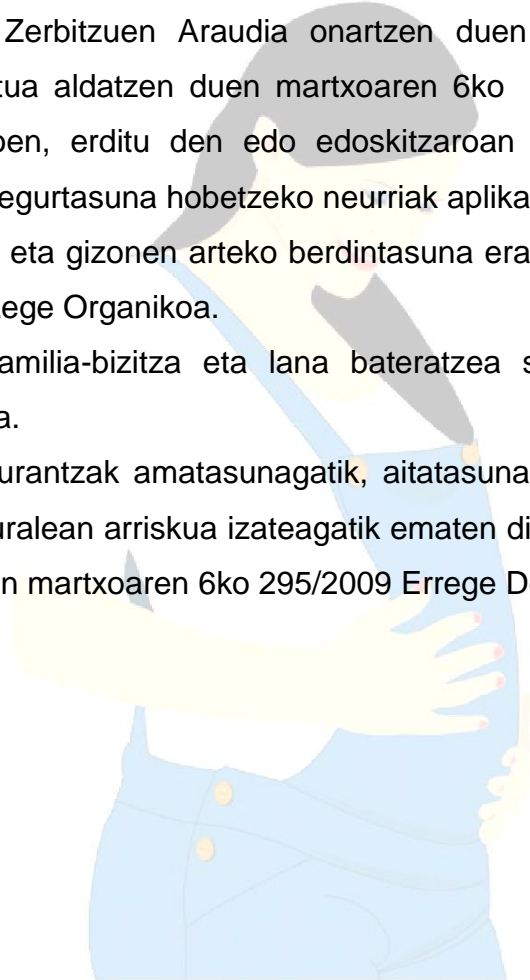 Zerbitzuen Araudia onartzen duen
tua aldatzen duen martxoaren 6ko
pen, erditu den edo edoskitzaroan
egurtasuna hobetzeko neurriak aplika
eta gizonen arteko berdintasuna era
ege Organikoa.
amilia-bizitza eta lana bateratzea s
a.
urantzak amatasunagatik, aitatasuna
uralean arriskua izateagatik ematen di
n martxoaren 6ko 295/2009 Errege D